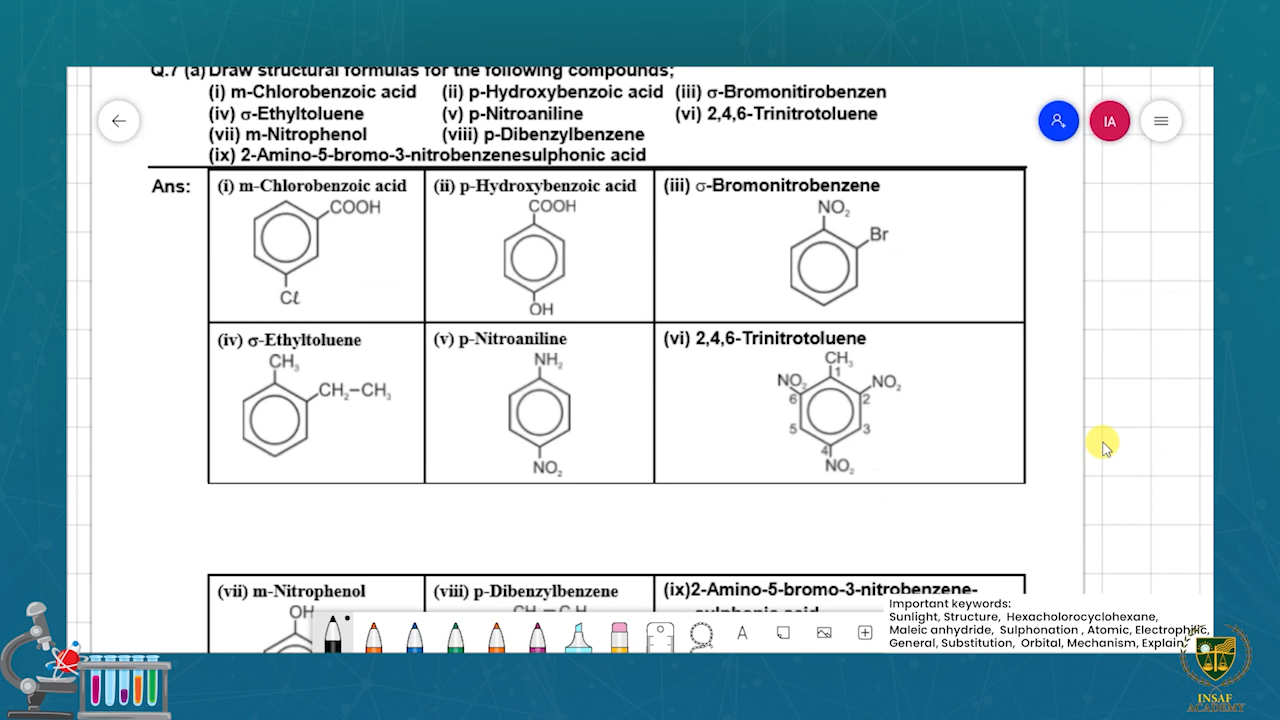 Q.7 (a) Draw structural formulas for the following compounds;
(i) m-Chlorobenzoic acid (ii) p-Hydroxybenzoic acid (iii) σ-Bromonitirobenzen
(iv) σ-Ethyltoluene (v) p-Nitroaniline (vi) 2,4,6-Trinitrotoluene
(vii) m-Nitrophenol (viii) p-Dibenzylbenzene
(ix) 2-Amino-5-bromo-3-nitrobenzenesulphonic acid
IA
Ans: (i) m-Chlorobenzoic acid (ii) p-Hydroxybenzoic acid (iii) σ-Bromonitrobenzene
COOH COOH NO₂
Br
Cℓ OH
(iv) σ-Ethyltoluene (v) p-Nitroaniline (vi) 2,4,6-Trinitrotoluene
CH₃ NH₂ CH₃
1
CH₂–CH₃ NO₂ NO₂
6 2
5 3
4
NO₂ NO₂
(vii) m-Nitrophenol (viii) p-Dibenzylbenzene (ix)2-Amino-5-bromo-3-nitrobenzene-
sulphonic acid
OH
A
Important keywords:
Sunlight, Structure, Hexacholorocyclohexane,
Maleic anhydride, Sulphonation , Atomic, Electrophilic,
General, Substitution, Orbital, Mechanism, Explain
INSAF
ACADEMY